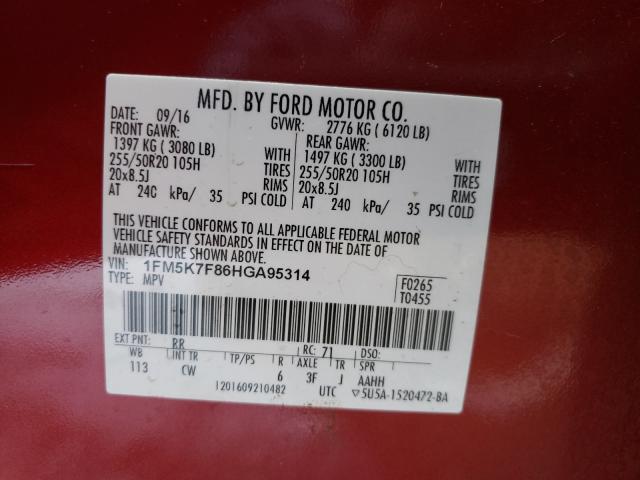 MFD. BY FORD MOTOR CO.
DATE: 09/16 GVWR: 2776 KG ( 6120 LB)
FRONT GAWR: REAR GAWR:
1397 KG ( 3080 LB) WITH 1497 KG ( 3300 LB) WITH
255/50R20 105H TIRES 255/50R20 105H TIRES
20x8.5J RIMS 20x8.5J RIMS
AT 240 kPa/ 35 PSI COLD AT 240 kPa/ 35 PSI COLD
THIS VEHICLE CONFORMS TO ALL APPLICABLE FEDERAL MOTOR
VEHICLE SAFETY STANDARDS IN EFFECT ON THE DATE OF
MANUFACTURE SHOWN ABOVE.
VIN: 1FM5K7F86HGA95314 F0265
TYPE: MPV T0455
EXT PNT: RR RC: 71 DSO:
WB INT TR TP/PS R AXLE TR SPR
113 CW 6 3F J AAHH
1201609210482 UTC ▽5U5A-1520472-BA